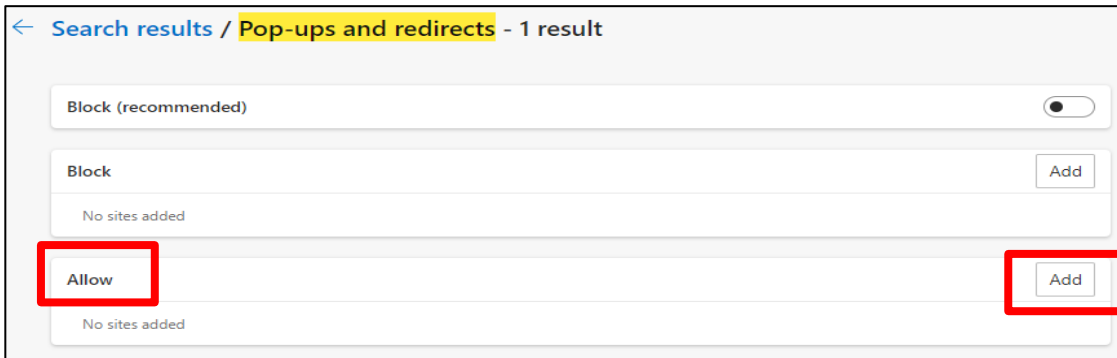 ← Search results / Pop-ups and redirects - 1 result
Block (recommended)
Block Add
No sites added
Allow Add
No sites added